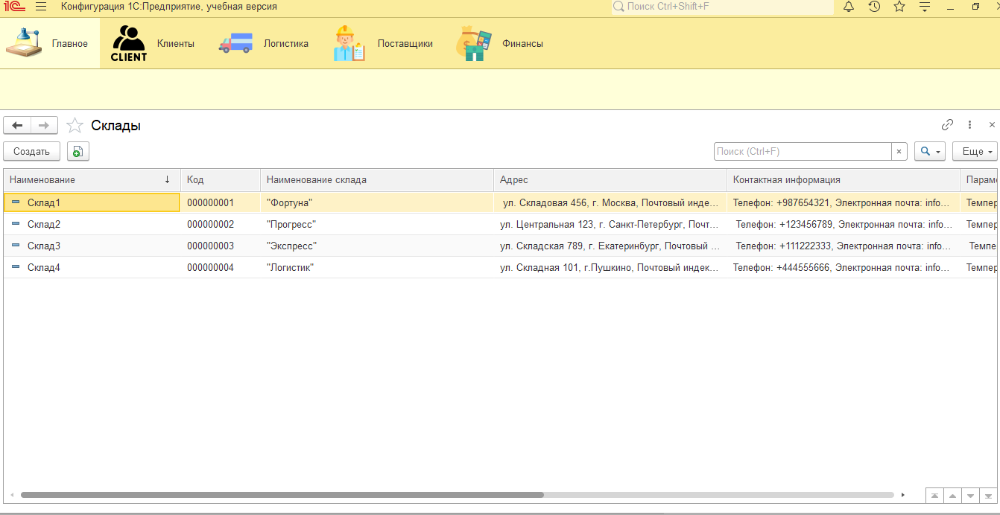 1С Конфигурация 1С:Предприятие, учебная версия Поиск Ctrl+Shift+F
Главное CLIENT Клиенты Логистика Поставщики Финансы
Склады
Создать Поиск (Ctrl+F) × Еще
Наименование ↓ Код Наименование склада Адрес Контактная информация Парам
Склад1 000000001 "Фортуна" ул. Складовая 456, г. Москва, Почтовый инде... Телефон: +987654321, Электронная почта: info... Темпер
Склад2 000000002 "Прогресс" ул. Центральная 123, г. Санкт-Петербург, Почт... Телефон: +123456789, Электронная почта: info... Темпер
Склад3 000000003 "Экспресс" ул. Складская 789, г. Екатеринбург, Почтовый ... Телефон: +111222333, Электронная почта: info... Темпе
Склад4 000000004 "Логистик" ул. Складная 101, г.Пушкино, Почтовый индек... Телефон: +444555666, Электронная почта: info... Темпер